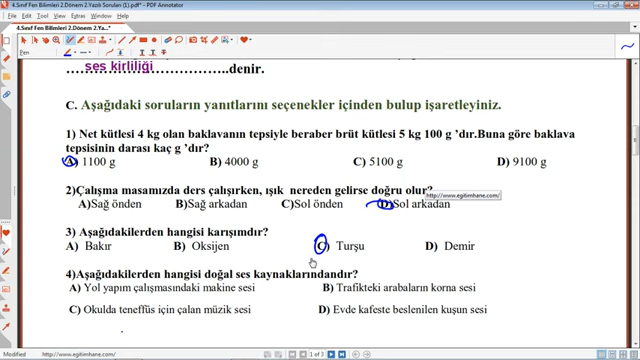 4.Sınıf Fen Bilimleri 2.Dönem 2.Yazılı Soruları (1).pdf* - PDF Annotator
File Edit Tools View Window Help
4.Sınıf Fen Bilimleri 2.Dönem 2.Ya...*
Pen
ses kirliliği
……………………………………..denir.
C. Aşağıdaki soruların yanıtlarını seçenekler içinden bulup işaretleyiniz.
1) Net kütlesi 4 kg olan baklavanın tepsiyle beraber brüt kütlesi 5 kg 100 g 'dır.Buna göre baklava
tepsisinin darası kaç g 'dır?
A) 1100 g B) 4000 g C) 5100 g D) 9100 g
2)Çalışma masamızda ders çalışırken, ışık nereden gelirse doğru olur?
http://www.egitimhane.com/
A)Sağ önden B)Sağ arkadan C)Sol önden D)Sol arkadan
3) Aşağıdakilerden hangisi karışımdır?
A) Bakır B) Oksijen C) Turşu D) Demir
4)Aşağıdakilerden hangisi doğal ses kaynaklarındandır?
A) Yol yapım çalışmasındaki makine sesi B) Trafikteki arabaların korna sesi
C) Okulda teneffüs için çalan müzik sesi D) Evde kafeste beslenilen kuşun sesi
Modified http://www.egitimhane.com/ 1 of 3